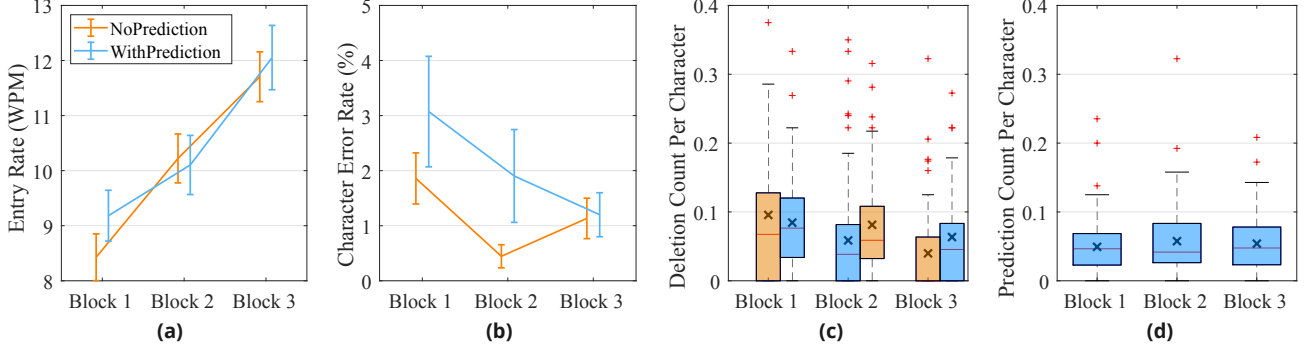 NoPrediction
WithPrediction
Entry Rate (WPM)
13
12
11
10
9
8
Block 1 Block 2 Block 3
(a)
Character Error Rate (%)
5
4
3
2
1
0
Block 1 Block 2 Block 3
(b)
Deletion Count Per Character
0.4
0.3
0.2
0.1
0
Block 1 Block 2 Block 3
(c)
Prediction Count Per Character
0.4
0.3
0.2
0.1
0
Block 1 Block 2 Block 3
(d)